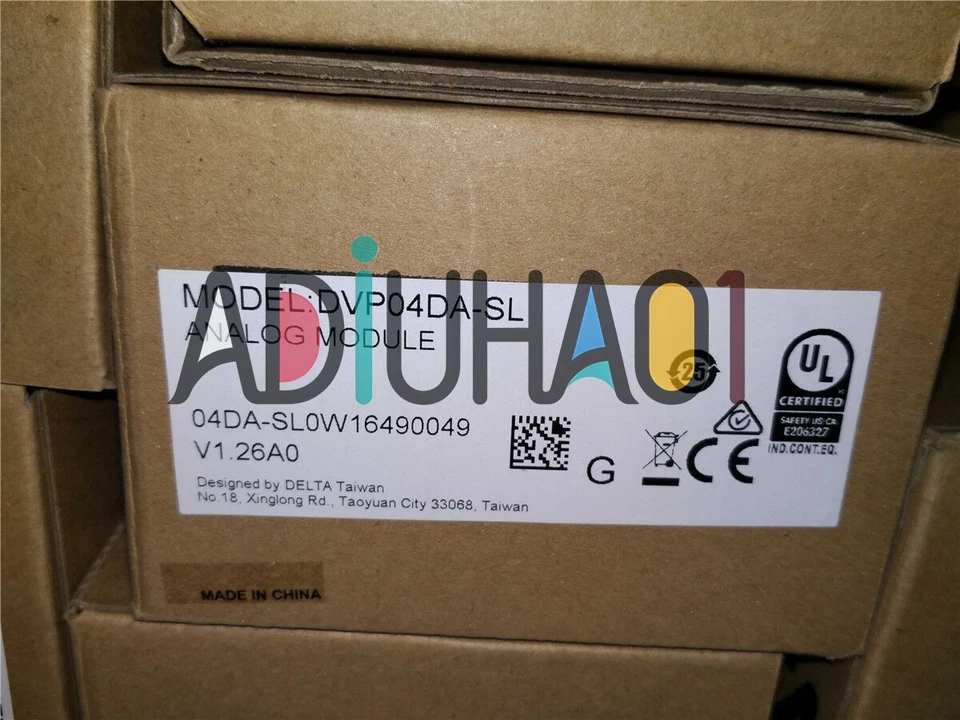 MODEL:DVP04DA-SL
ANALOG MODULE
ADiUHAO1
25
04DA-SL0W16490049
V1.26A0
G
CE
UL
CERTIFIED
SAFETY US-CA
E206327
IND.CONT.EQ.
Designed by DELTA Taiwan
No.18, Xinglong Rd., Taoyuan City 33068, Taiwan
MADE IN CHINA